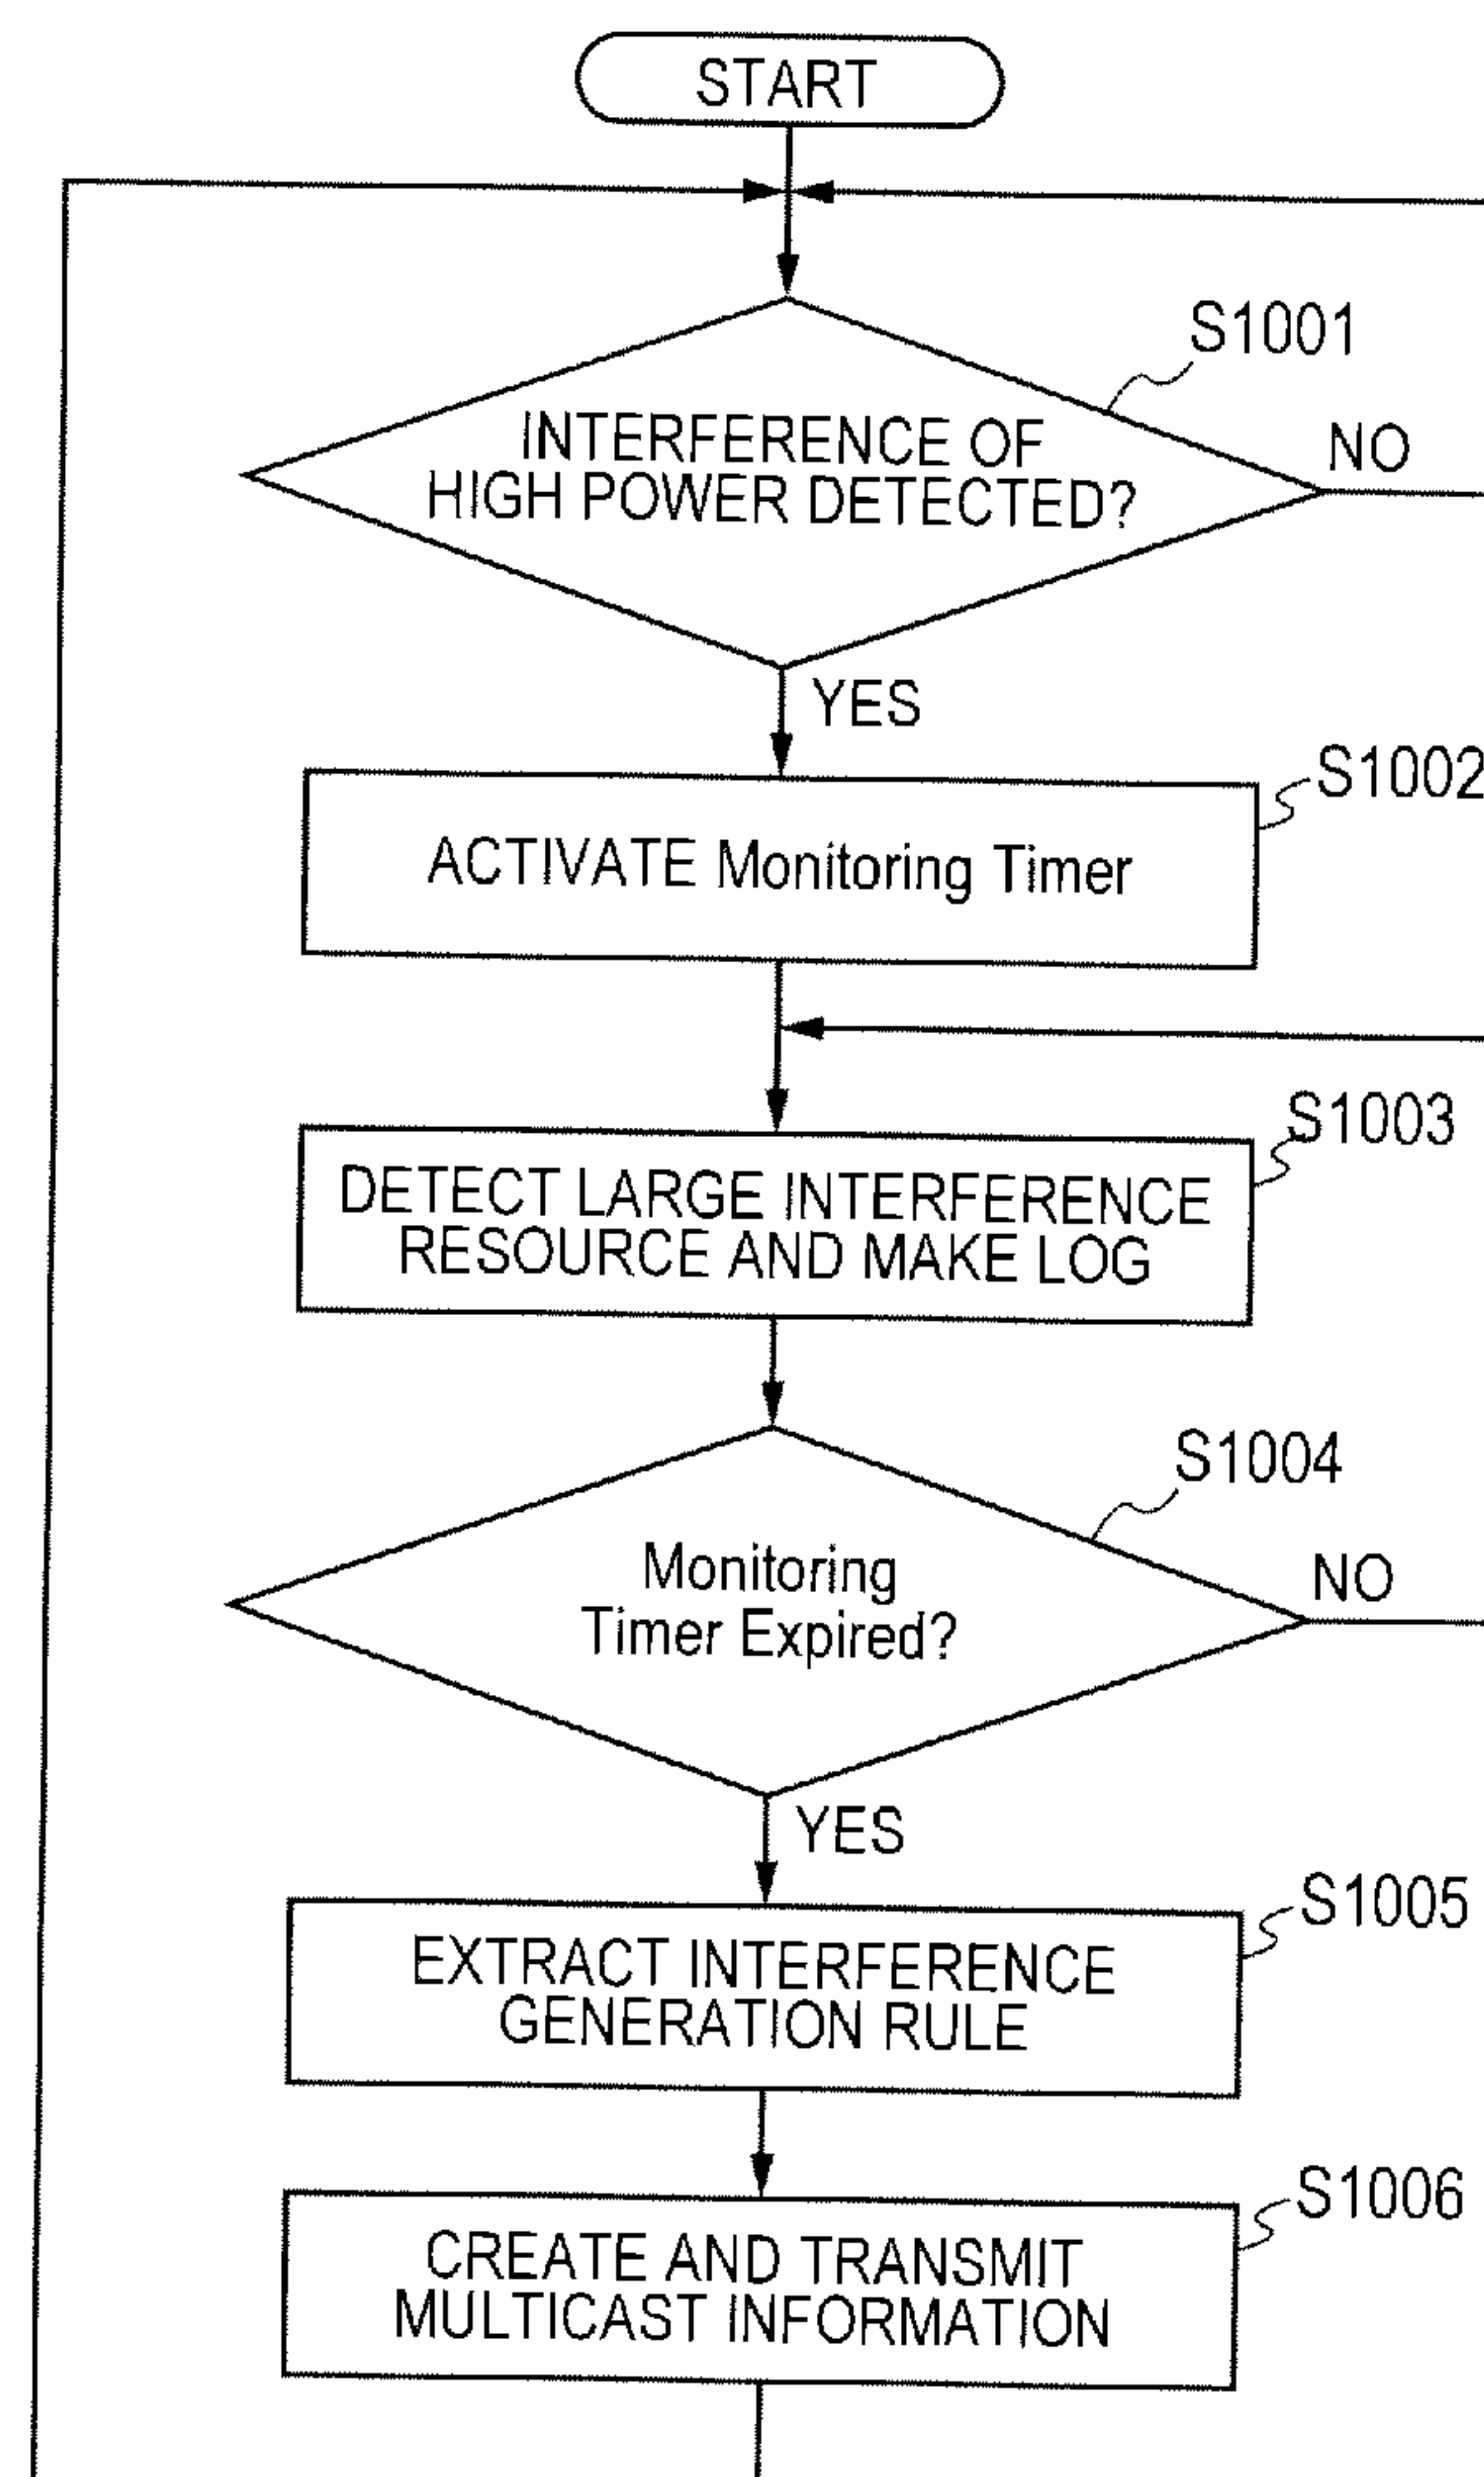 START
S1001
INTERFERENCE OF
HIGH POWER DETECTED?
NO
YES
S1002
ACTIVATE Monitoring Timer
S1003
DETECT LARGE INTERFERENCE
RESOURCE AND MAKE LOG
S1004
Monitoring
Timer Expired?
NO
YES
S1005
EXTRACT INTERFERENCE
GENERATION RULE
S1006
CREATE AND TRANSMIT
MULTICAST INFORMATION